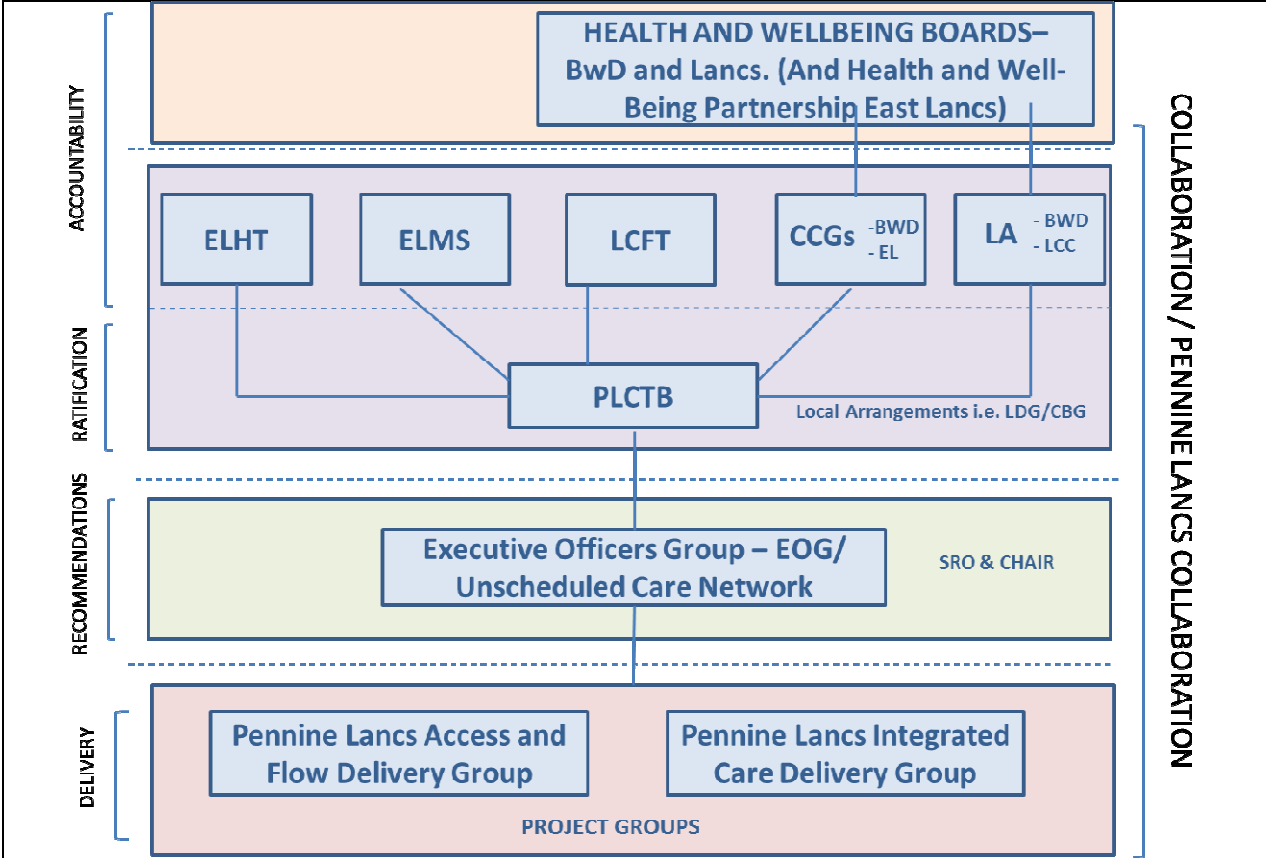 HEALTH AND WELLBEING BOARDS–
BwD and Lancs. (And Health and Well-
Being Partnership East Lancs)
ACCOUNTABILITY
ELHT
ELMS
LCFT
CCGs
-BWD
- EL
LA
- BWD
- LCC
RATIFICATION
PLCTB
Local Arrangements i.e. LDG/CBG
RECOMMENDATIONS
Executive Officers Group – EOG/
Unscheduled Care Network
SRO & CHAIR
DELIVERY
Pennine Lancs Access and
Flow Delivery Group
Pennine Lancs Integrated
Care Delivery Group
PROJECT GROUPS
COLLABORATION / PENNINE LANCS COLLABORATION